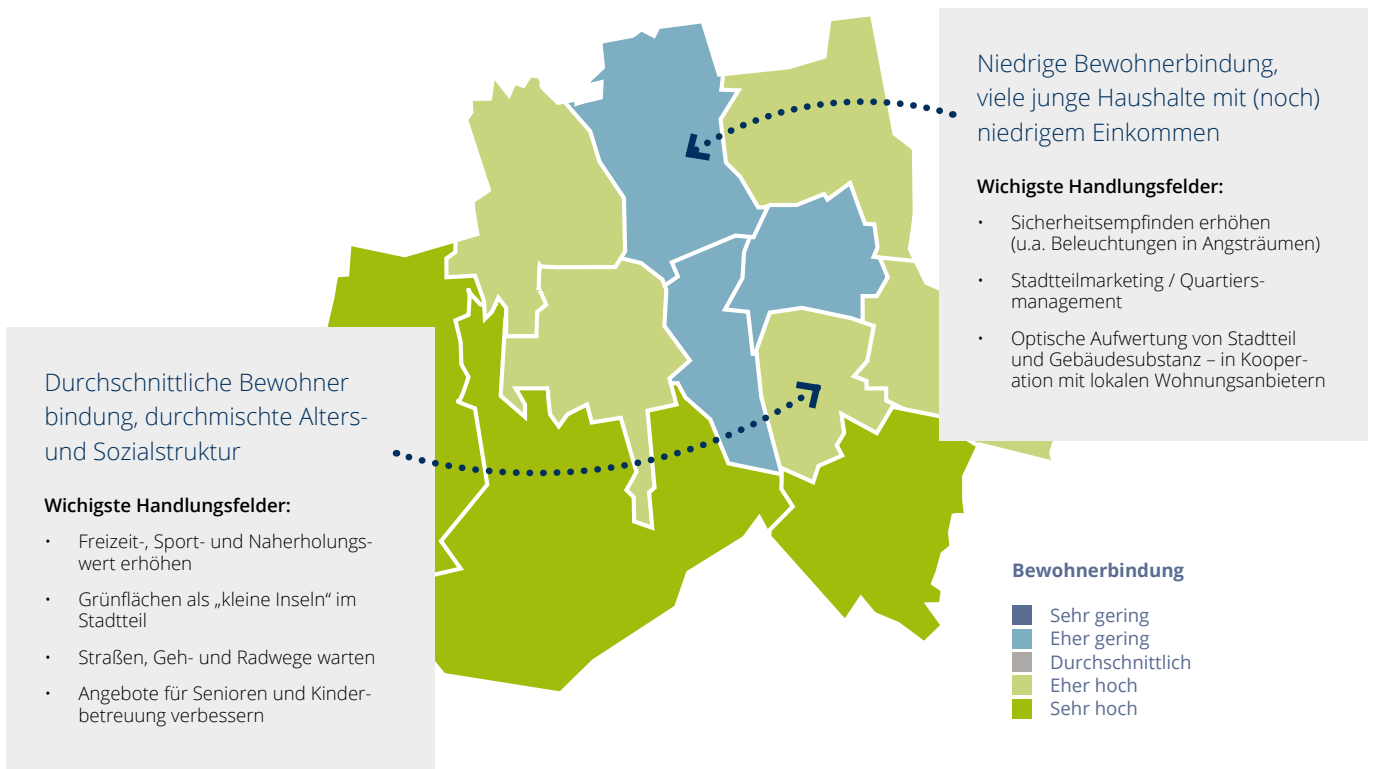 Niedrige Bewohnerbindung,
viele junge Haushalte mit (noch)
niedrigem Einkommen
Wichigste Handlungsfelder:
• Sicherheitsempfinden erhöhen
(u.a. Beleuchtungen in Angsträumen)
• Stadtteilmarketing / Quartiers-
management
• Optische Aufwertung von Stadtteil
und Gebäudesubstanz – in Kooper-
ation mit lokalen Wohnungsanbietern
Durchschnittliche Bewohner
bindung, durchmischte Alters-
und Sozialstruktur
Wichigste Handlungsfelder:
• Freizeit-, Sport- und Naherholungs-
wert erhöhen
• Grünflächen als „kleine Inseln“ im
Stadtteil
• Straßen, Geh- und Radwege warten
• Angebote für Senioren und Kinder-
betreuung verbessern
Bewohnerbindung
Sehr gering
Eher gering
Durchschnittlich
Eher hoch
Sehr hoch